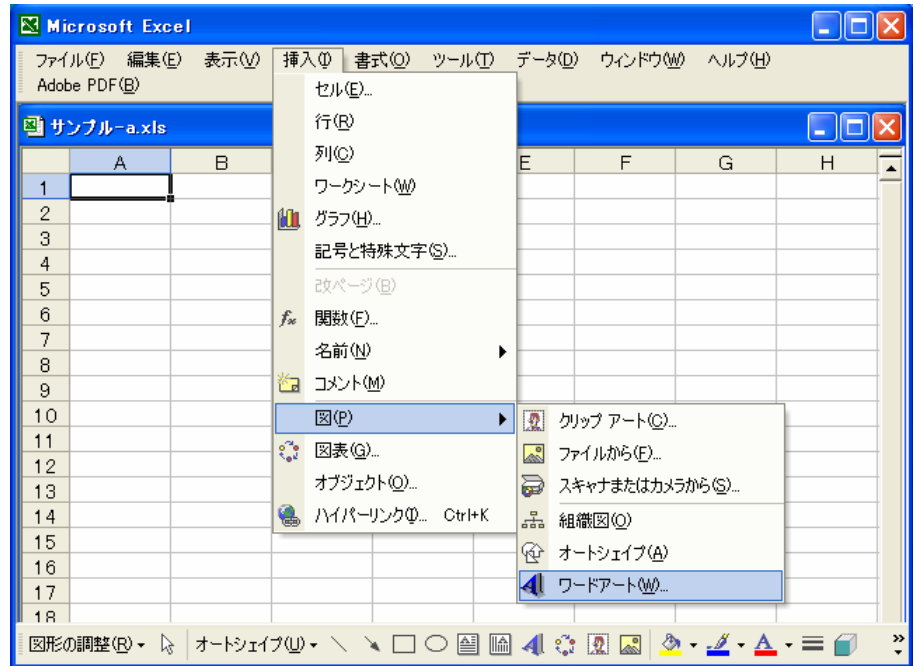 Microsoft Excel
ファイル(F) 編集(E) 表示(V) 挿入(I) 書式(O) ツール(T) データ(D) ウィンドウ(W) ヘルプ(H)
Adobe PDF(B)
サンプル-a.xls
A B E F G H
1
2
3
4
5
6
7
8
9
10
11
12
13
14
15
16
17
18
セル(E)...
行(R)
列(C)
ワークシート(W)
グラフ(H)...
記号と特殊文字(S)...
改ページ(B)
関数(F)...
名前(N)
コメント(M)
図(P)
図表(G)...
オブジェクト(O)...
ハイパーリンク(I)... Ctrl+K
クリップ アート(C)...
ファイルから(F)...
スキャナまたはカメラから(S)...
組織図(O)
オートシェイプ(A)
ワードアート(W)...
図形の調整(R) オートシェイプ(U)